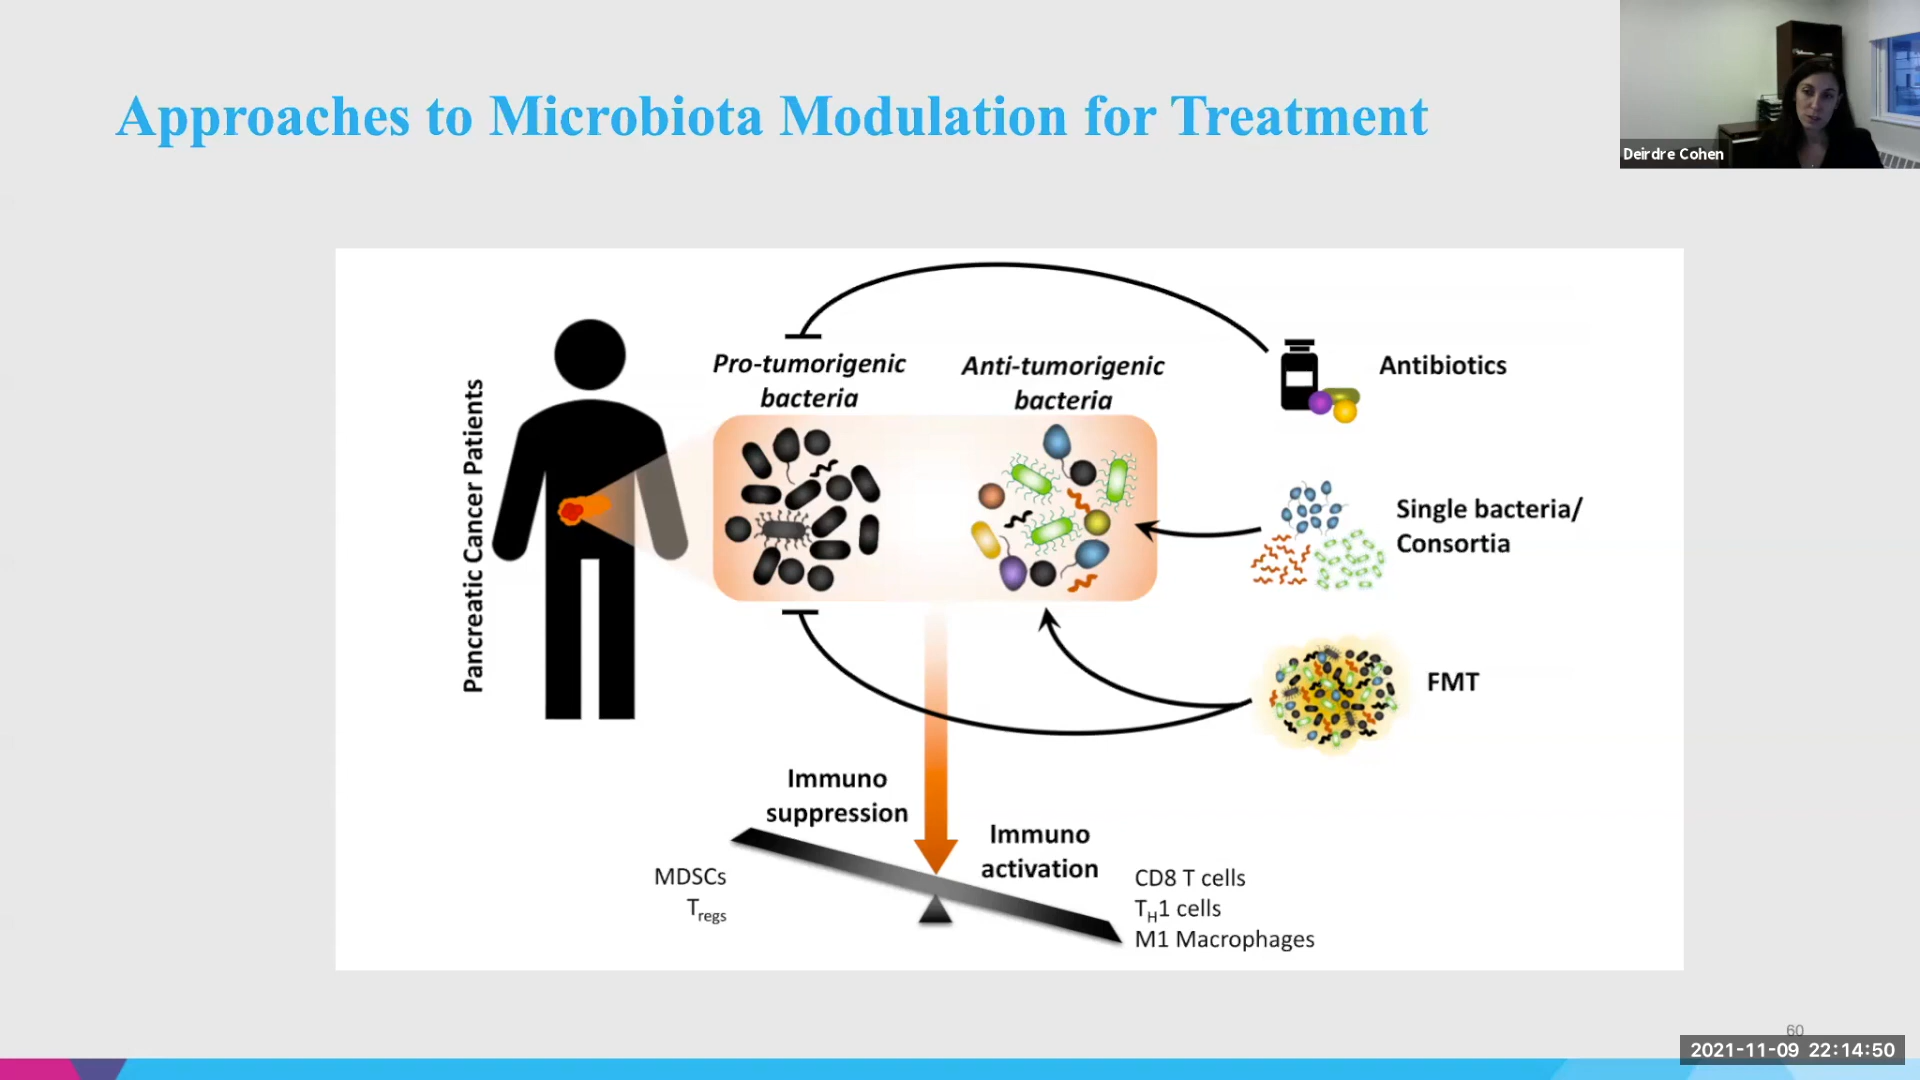 Approaches to Microbiota Modulation for Treatment
Deirdre Cohen
Pancreatic Cancer Patients
Pro-tumorigenic
bacteria
Anti-tumorigenic
bacteria
Antibiotics
Single bacteria/
Consortia
FMT
Immuno
suppression
Immuno
activation
MDSCs
Tregs
CD8 T cells
TH1 cells
M1 Macrophages
60
2021-11-09 22:14:50